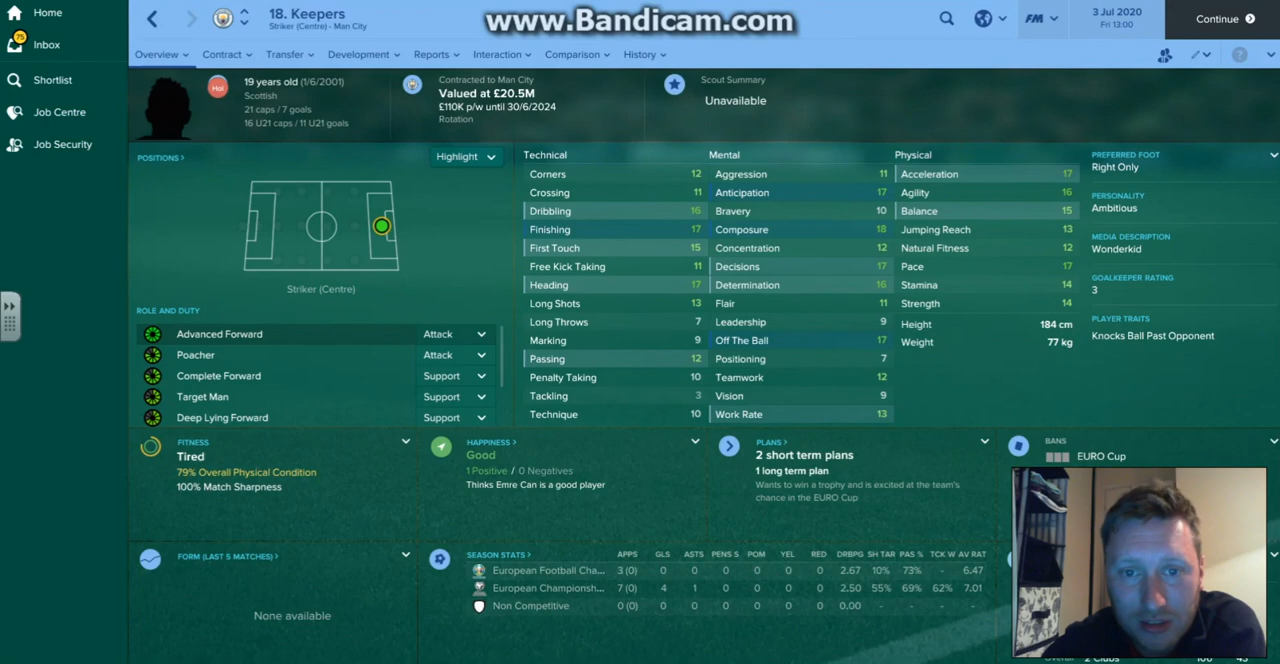 Home
75
Inbox
Shortlist
Job Centre
Job Security
18. Keepers
Striker (Centre) - Man City
www.Bandicam.com
FM
3 Jul 2020
Fri 13:00
Continue
Overview Contract Transfer Development Reports Interaction Comparison History
?
Hol
19 years old (1/6/2001)
Scottish
21 caps / 7 goals
16 U21 caps / 11 U21 goals
Contracted to Man City
Valued at £20.5M
£110K p/w until 30/6/2024
Rotation
Scout Summary
Unavailable
POSITIONS >
Highlight
Striker (Centre)
ROLE AND DUTY
Advanced Forward Attack
Poacher Attack
Complete Forward Support
Target Man Support
Deep Lying Forward Support
Technical
Corners 12
Crossing 11
Dribbling 16
Finishing 17
First Touch 15
Free Kick Taking 11
Heading 17
Long Shots 13
Long Throws 7
Marking 9
Passing 12
Penalty Taking 10
Tackling 3
Technique 10
Mental
Aggression 11
Anticipation 17
Bravery 10
Composure 18
Concentration 12
Decisions 17
Determination 16
Flair 11
Leadership 9
Off The Ball 17
Positioning 7
Teamwork 12
Vision 9
Work Rate 13
Physical
Acceleration 17
Agility 16
Balance 15
Jumping Reach 13
Natural Fitness 12
Pace 17
Stamina 14
Strength 14
Height 184 cm
Weight 77 kg
PREFERRED FOOT
Right Only
PERSONALITY
Ambitious
MEDIA DESCRIPTION
Wonderkid
GOALKEEPER RATING
3
PLAYER TRAITS
Knocks Ball Past Opponent
FITNESS
Tired
79% Overall Physical Condition
100% Match Sharpness
HAPPINESS >
Good
1 Positive / 0 Negatives
Thinks Emre Can is a good player
PLANS >
2 short term plans
1 long term plan
Wants to win a trophy and is excited at the team's
chance in the EURO Cup
BANS
EURO Cup
FORM (LAST 5 MATCHES) >
None available
SEASON STATS > APPS GLS ASTS PENS S POM YEL RED DRBPG SH TAR PAS % TCK W AV RAT
European Football Cha... 3 (0) 0 0 0 0 0 0 2.67 10% 73% - 6.47
European Championsh... 7 (0) 4 1 0 0 0 0 2.50 55% 69% 62% 7.01
Non Competitive 0 (0) 0 0 0 0 0 0 0.00 - - - -